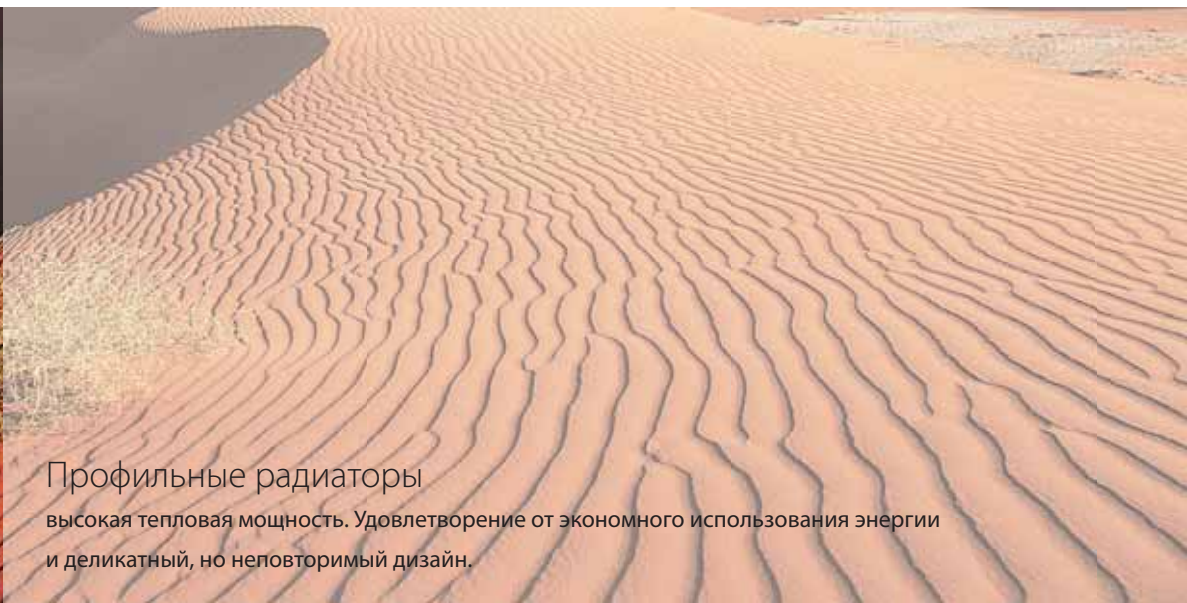 Профильные радиаторы
высокая тепловая мощность. Удовлетворение от экономного использования энергии
и деликатный, но неповторимый дизайн.